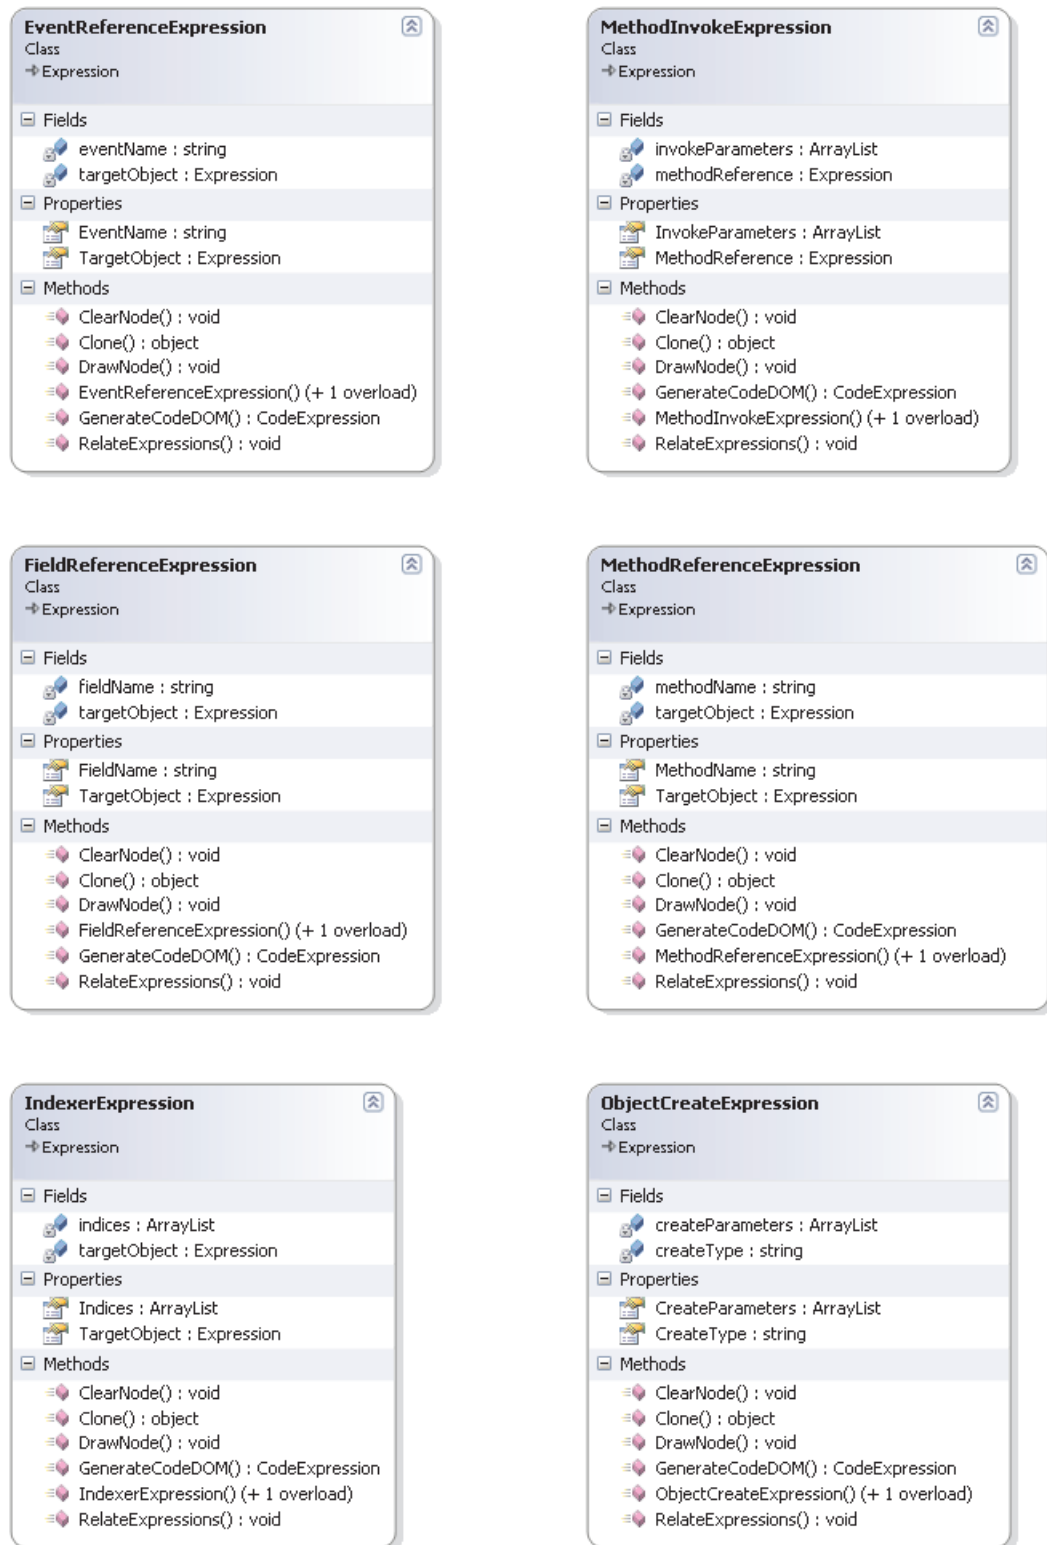 EventReferenceExpression
Class
Expression
Fields
eventName : string
targetObject : Expression
Properties
EventName : string
TargetObject : Expression
Methods
ClearNode() : void
Clone() : object
DrawNode() : void
EventReferenceExpression() (+ 1 overload)
GenerateCodeDOM() : CodeExpression
RelateExpressions() : void
MethodInvokeExpression
Class
Expression
Fields
invokeParameters : ArrayList
methodReference : Expression
Properties
InvokeParameters : ArrayList
MethodReference : Expression
Methods
ClearNode() : void
Clone() : object
DrawNode() : void
GenerateCodeDOM() : CodeExpression
MethodInvokeExpression() (+ 1 overload)
RelateExpressions() : void
FieldReferenceExpression
Class
Expression
Fields
fieldName : string
targetObject : Expression
Properties
FieldName : string
TargetObject : Expression
Methods
ClearNode() : void
Clone() : object
DrawNode() : void
FieldReferenceExpression() (+ 1 overload)
GenerateCodeDOM() : CodeExpression
RelateExpressions() : void
MethodReferenceExpression
Class
Expression
Fields
methodName : string
targetObject : Expression
Properties
MethodName : string
TargetObject : Expression
Methods
ClearNode() : void
Clone() : object
DrawNode() : void
GenerateCodeDOM() : CodeExpression
MethodReferenceExpression() (+ 1 overload)
RelateExpressions() : void
IndexerExpression
Class
Expression
Fields
indices : ArrayList
targetObject : Expression
Properties
Indices : ArrayList
TargetObject : Expression
Methods
ClearNode() : void
Clone() : object
DrawNode() : void
GenerateCodeDOM() : CodeExpression
IndexerExpression() (+ 1 overload)
RelateExpressions() : void
ObjectCreateExpression
Class
Expression
Fields
createParameters : ArrayList
createType : string
Properties
CreateParameters : ArrayList
CreateType : string
Methods
ClearNode() : void
Clone() : object
DrawNode() : void
GenerateCodeDOM() : CodeExpression
ObjectCreateExpression() (+ 1 overload)
RelateExpressions() : void